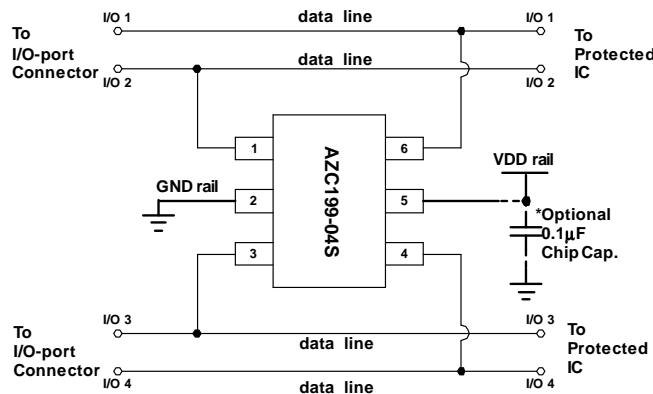 I/O 1
data line
I/O 1
To
I/O-port
Connector
To
Protected
IC
data line
I/O 2
I/O 2
1
6
AZC199-04S
VDD rail
GND rail
2
5
*Optional
0.1µF
Chip Cap.
3
4
I/O 3
I/O 3
To
I/O-port
Connector
data line
To
Protected
IC
I/O 4
I/O 4
data line